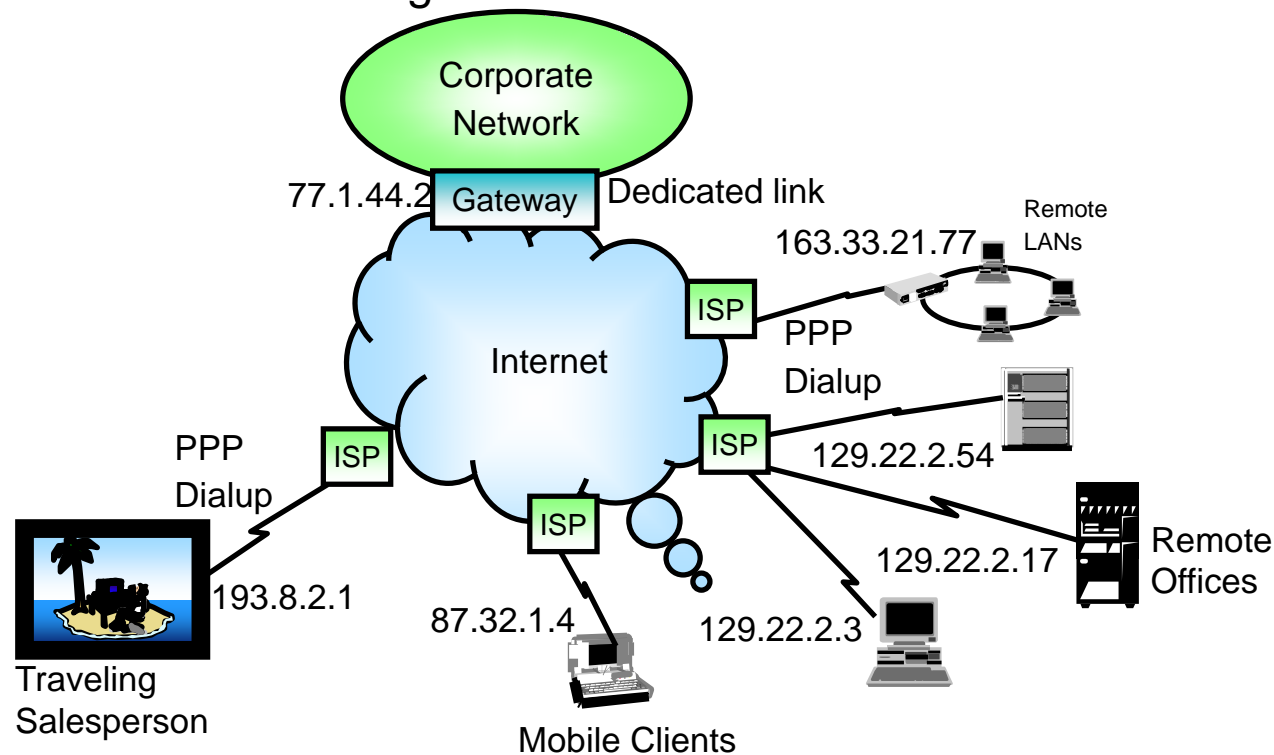 Corporate
Network
77.1.44.2
Gateway
Dedicated link
Remote
LANs
163.33.21.77
ISP
PPP
Dialup
Internet
ISP
129.22.2.54
PPP
Dialup
ISP
ISP
129.22.2.17
Remote
Offices
193.8.2.1
87.32.1.4
129.22.2.3
Traveling
Salesperson
Mobile Clients